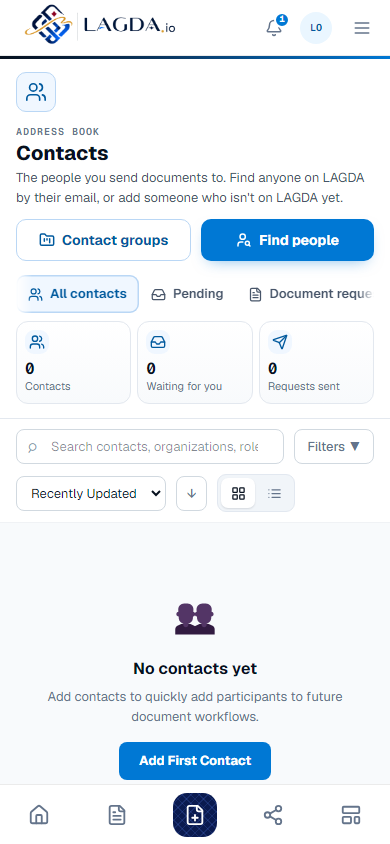 LAGDA.io
1
LO
ADDRESS BOOK
Contacts
The people you send documents to. Find anyone on LAGDA
by their email, or add someone who isn't on LAGDA yet.
Contact groups
Find people
All contacts
Pending
Document reque
0
Contacts
0
Waiting for you
0
Requests sent
Search contacts, organizations, role
Filters ▼
Recently Updated
No contacts yet
Add contacts to quickly add participants to future
document workflows.
Add First Contact